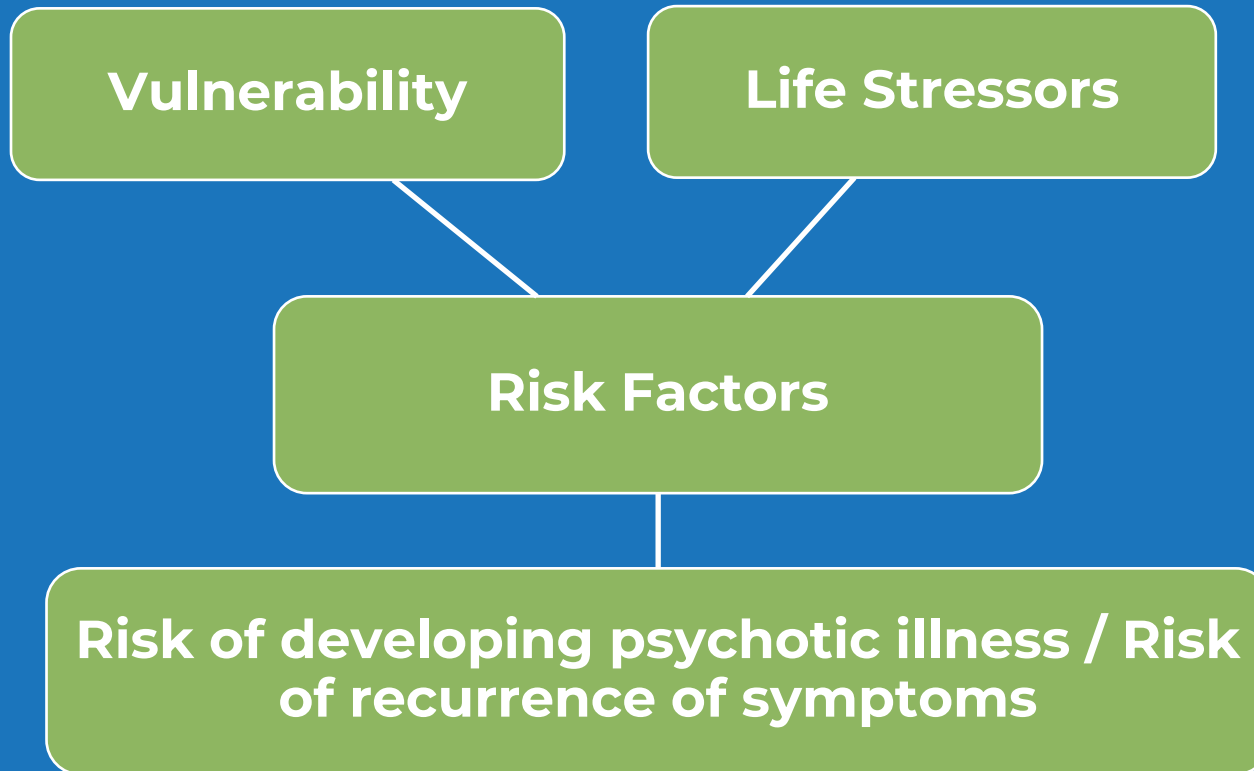 Vulnerability
Life Stressors
Risk Factors
Risk of developing psychotic illness / Risk
of recurrence of symptoms